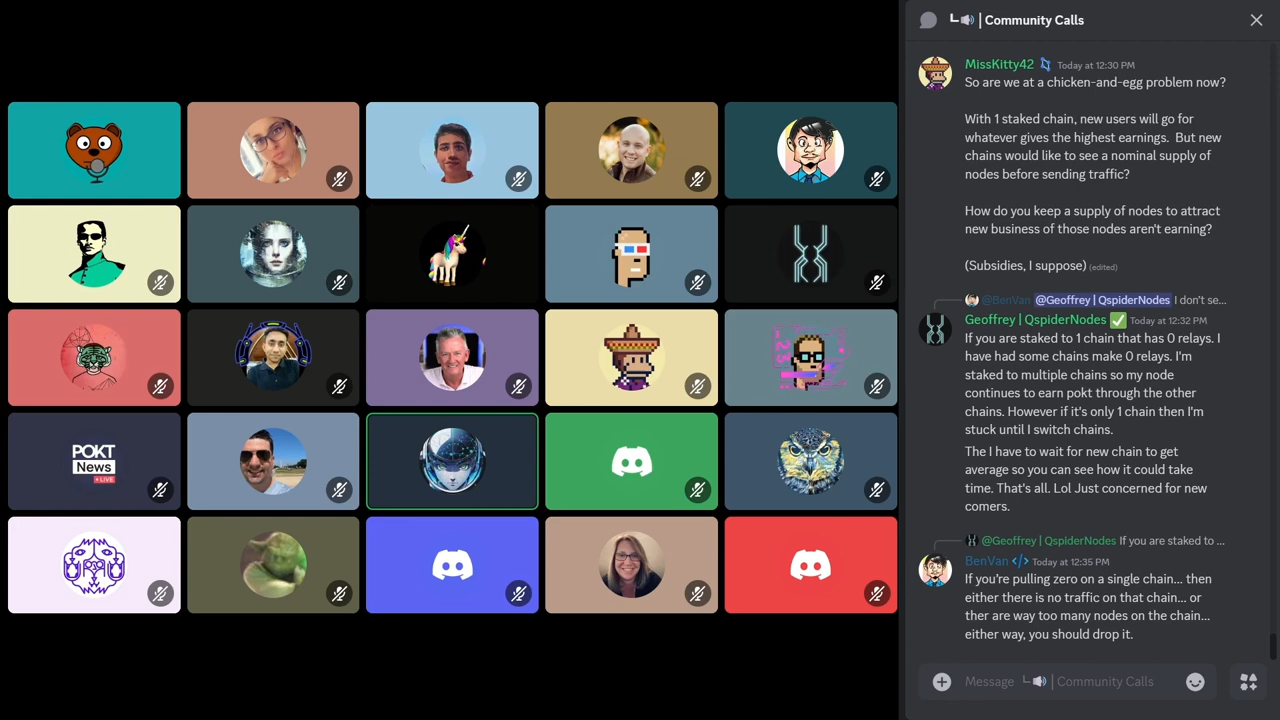 Community Calls
MissKitty42 Today at 12:30 PM
So are we at a chicken-and-egg problem now?
With 1 staked chain, new users will go for
whatever gives the highest earnings. But new
chains would like to see a nominal supply of
nodes before sending traffic?
How do you keep a supply of nodes to attract
new business of those nodes aren't earning?
(Subsidies, I suppose) (edited)
@BenVan @Geoffrey | QspiderNodes I don't se...
Geoffrey | QspiderNodes ✅ Today at 12:32 PM
If you are staked to 1 chain that has 0 relays. I
have had some chains make 0 relays. I'm
staked to multiple chains so my node
continues to earn pokt through the other
chains. However if it's only 1 chain then I'm
stuck until I switch chains.
The I have to wait for new chain to get
average so you can see how it could take
time. That's all. Lol Just concerned for new
comers.
@Geoffrey | QspiderNodes If you are staked to ...
BenVan </> Today at 12:35 PM
If you're pulling zero on a single chain... then
either there is no traffic on that chain... or
ther are way too many nodes on the chain...
either way, you should drop it.
Message └🔊 | Community Calls
POKT
News
LIVE